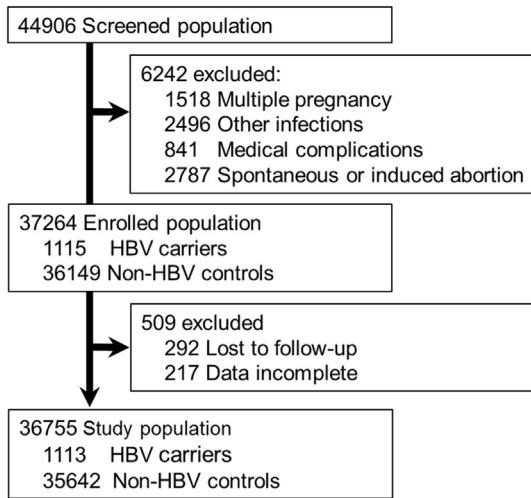 44906 Screened population
6242 excluded:
1518 Multiple pregnancy
2496 Other infections
841 Medical complications
2787 Spontaneous or induced abortion
37264 Enrolled population
1115 HBV carriers
36149 Non-HBV controls
509 excluded
292 Lost to follow-up
217 Data incomplete
36755 Study population
1113 HBV carriers
35642 Non-HBV controls